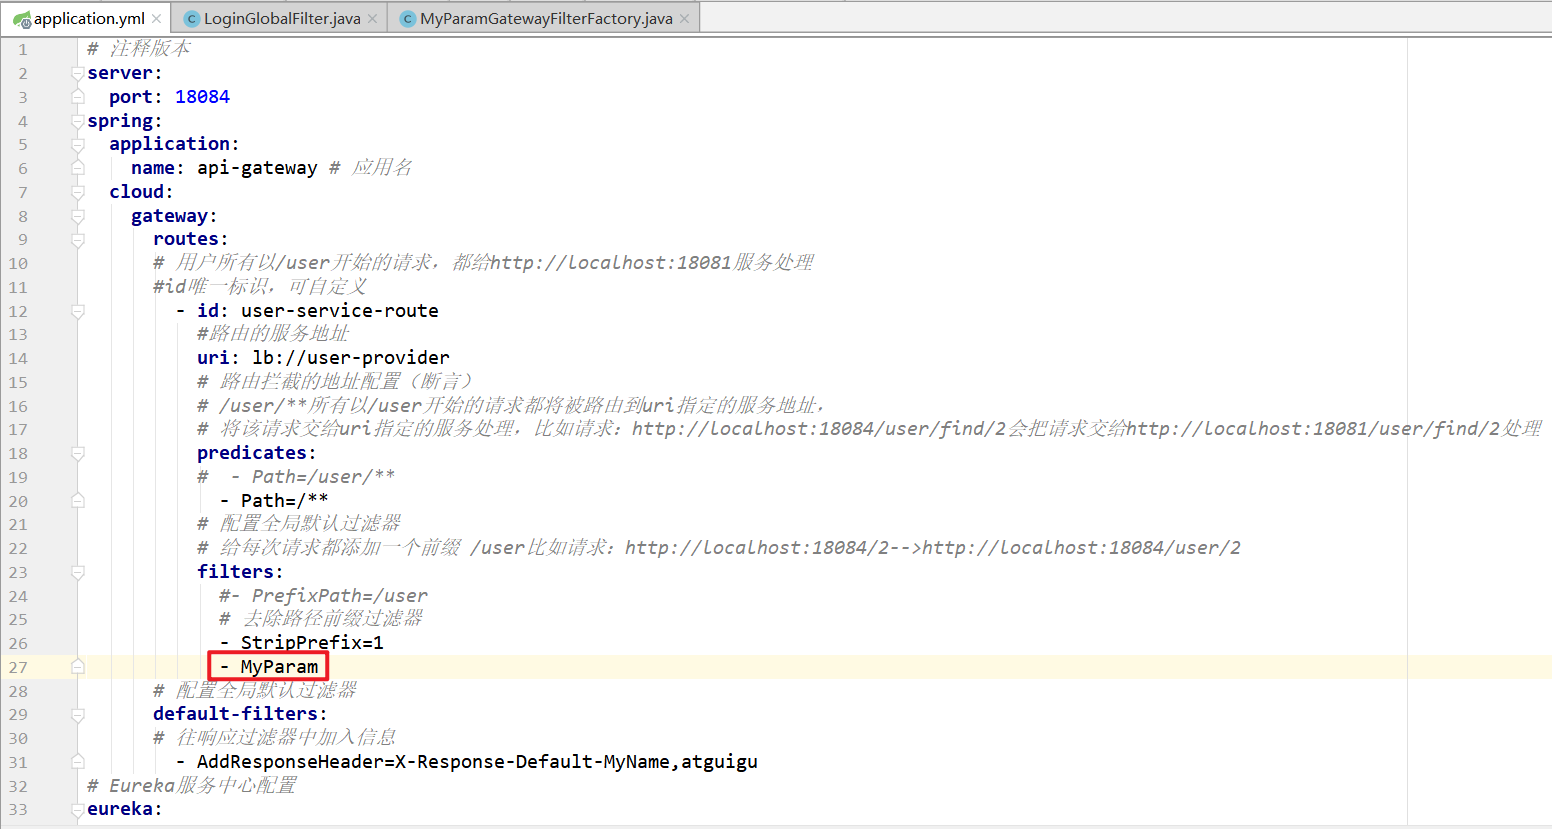 application.yml LoginGlobalFilter.java MyParamGatewayFilterFactory.java
1 # 注释版本
2 server:
3 port: 18084
4 spring:
5 application:
6 name: api-gateway # 应用名
7 cloud:
8 gateway:
9 routes:
10 # 用户所有以/user开始的请求，都给http://localhost:18081服务处理
11 #id唯一标识，可自定义
12 - id: user-service-route
13 #路由的服务地址
14 uri: lb://user-provider
15 # 路由拦截的地址配置（断言）
16 # /user/**所有以/user开始的请求都将被路由到uri指定的服务地址，
17 # 将该请求交给uri指定的服务处理，比如请求：http://localhost:18084/user/find/2会把请求交给http://localhost:18081/user/find/2处理
18 predicates:
19 # - Path=/user/**
20 - Path=/**
21 # 配置全局默认过滤器
22 # 给每次请求都添加一个前缀 /user比如请求：http://localhost:18084/2-->http://localhost:18084/user/2
23 filters:
24 #- PrefixPath=/user
25 # 去除路径前缀过滤器
26 - StripPrefix=1
27 - MyParam
28 # 配置全局默认过滤器
29 default-filters:
30 # 往响应过滤器中加入信息
31 - AddResponseHeader=X-Response-Default-MyName,atguigu
32 # Eureka服务中心配置
33 eureka: